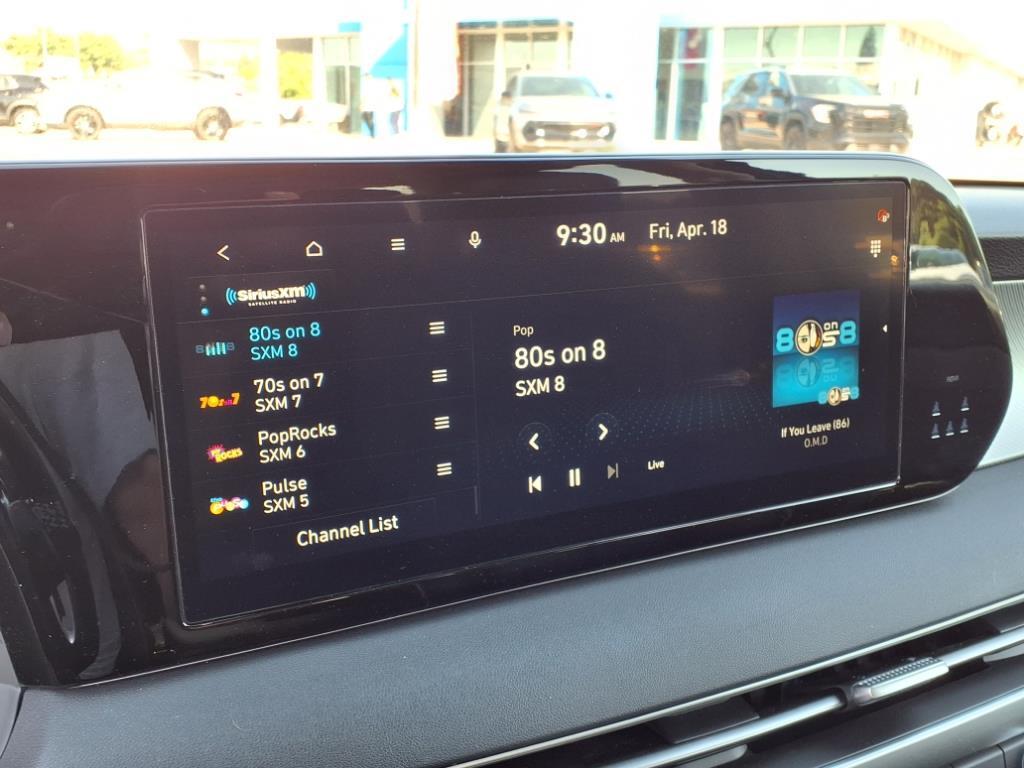 9:30 AM Fri, Apr. 18
SiriusXM
SATELLITE RADIO
80s on 8
SXM 8
70s on 7
SXM 7
PopRocks
SXM 6
Pulse
SXM 5
Channel List
Pop
80s on 8
SXM 8
Live
80s on 8
If You Leave (86)
O.M.D